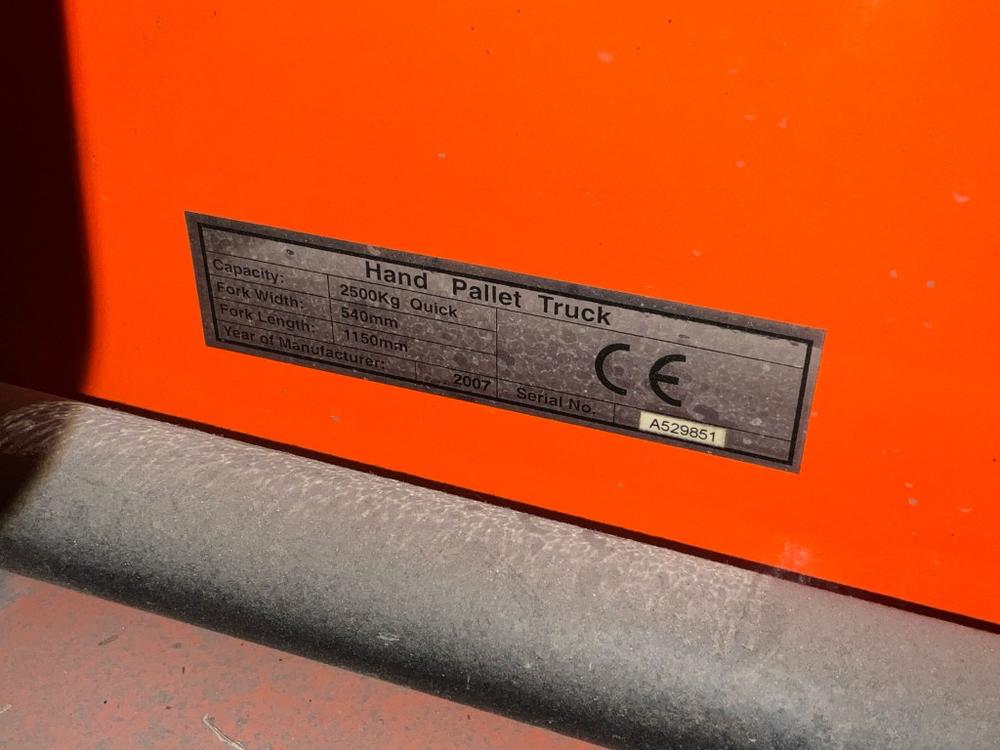 Hand Pallet Truck
Capacity: 2500Kg Quick
Fork Width: 540mm
Fork Length: 1150mm
Year of Manufacturer: 2007
CE
Serial No. A529851